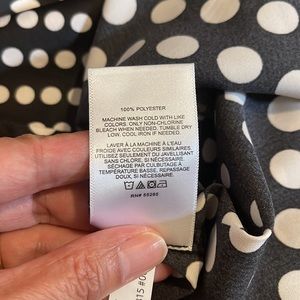 100% POLYESTER
MACHINE WASH COLD WITH LIKE
COLORS. ONLY NON-CHLORINE
BLEACH WHEN NEEDED. TUMBLE DRY
LOW. COOL IRON IF NEEDED.
LAVER À LA MACHINE À L'EAU
FROIDE AVEC COULEURS SIMILAIRES.
UTILISER SEULEMENT DU JAVELLISANT
SANS CHLORE, SI NÉCESSAIRE.
SÉCHAGE PAR CULBUTAGE À
TEMPÉRATURE BASSE. REPASSAGE
DOUX, SI NÉCESSAIRE.
RN# 55285